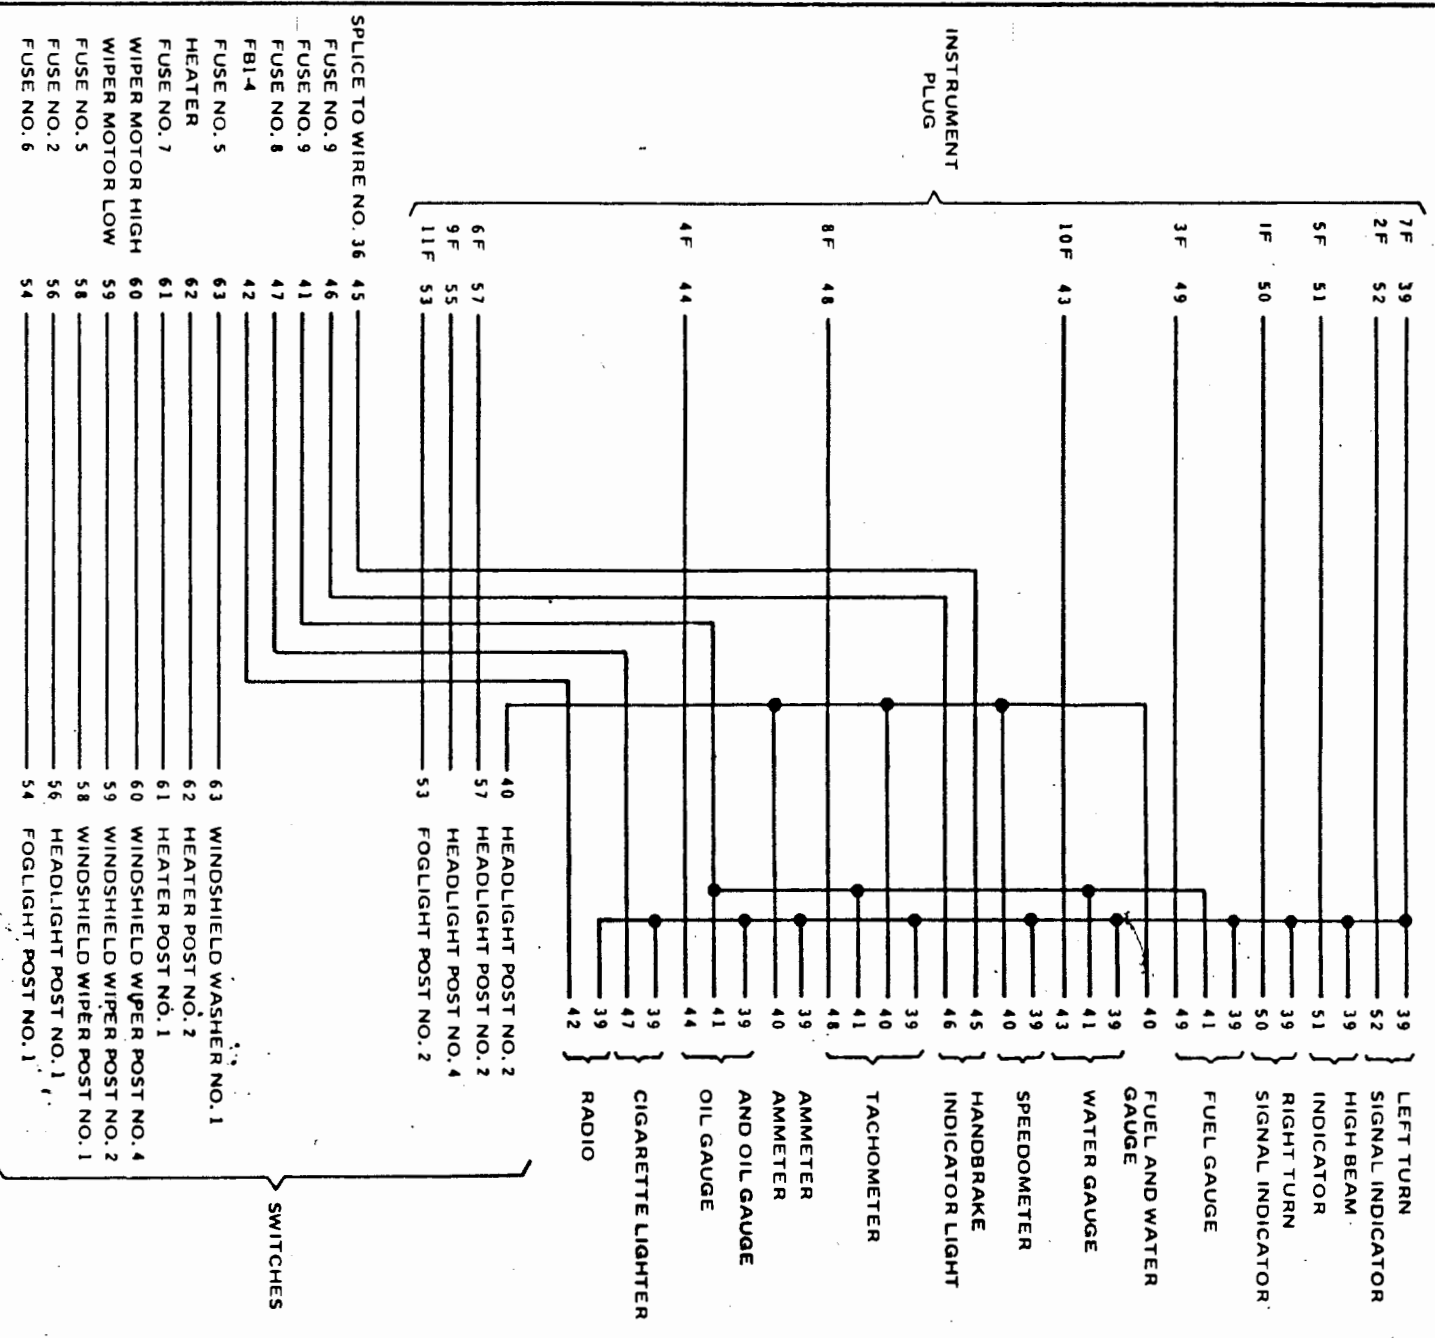 7F 39 39 LEFT TURN
2F 52 52 SIGNAL INDICATOR
39 HIGH BEAM
5F 51 51 INDICATOR
39 RIGHT TURN
1F 50 50 SIGNAL INDICATOR
39
41 FUEL GAUGE
3F 49 49
40 FUEL AND WATER
GAUGE
39
41 WATER GAUGE
10F 43 43
39
SPEEDOMETER
40
45 HANDBRAKE
INSTRUMENT
46 INDICATOR LIGHT
PLUG
39
40 TACHOMETER
41
8F 48 48
39 AMMETER
40 AMMETER
39 AND OIL GAUGE
41 OIL GAUGE
4F 44 44
39
CIGARETTE LIGHTER
47
39 RADIO
42
40 HEADLIGHT POST NO. 2
6F 57 57 HEADLIGHT POST NO. 2
9F 55 HEADLIGHT POST NO. 4
11F 53 53 FOGLIGHT POST NO. 2
SPLICE TO WIRE NO. 36 45
FUSE NO. 9 46
FUSE NO. 9 41
FUSE NO. 8 47
SWITCHES
FB1-4 42
FUSE NO. 5 63 63 WINDSHIELD WASHER NO. 1
HEATER 62 62 HEATER POST NO. 2
FUSE NO. 7 61 61 HEATER POST NO. 1
WIPER MOTOR HIGH 60 60 WINDSHIELD WIPER POST NO. 4
WIPER MOTOR LOW 59 59 WINDSHIELD WIPER POST NO. 2
FUSE NO. 5 58 58 WINDSHIELD WIPER POST NO. 1
FUSE NO. 2 56 56 HEADLIGHT POST NO. 1
FUSE NO. 6 54 54 FOGLIGHT POST NO. 1